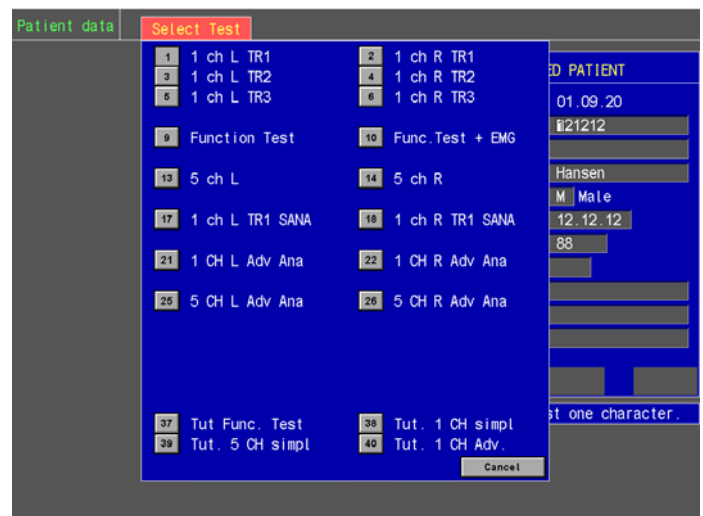 Patient data
Select Test
1 1 ch L TR1 2 1 ch R TR1
3 1 ch L TR2 4 1 ch R TR2
5 1 ch L TR3 6 1 ch R TR3
9 Function Test 10 Func.Test + EMG
13 5 ch L 14 5 ch R
17 1 ch L TR1 SANA 18 1 ch R TR1 SANA
21 1 CH L Adv Ana 22 1 CH R Adv Ana
25 5 CH L Adv Ana 26 5 CH R Adv Ana
37 Tut Func. Test 38 Tut. 1 CH simpl
39 Tut. 5 CH simpl 40 Tut. 1 CH Adv.
Cancel
ED PATIENT
01.09.20
121212
Hansen
M Male
12.12.12
88
st one character.